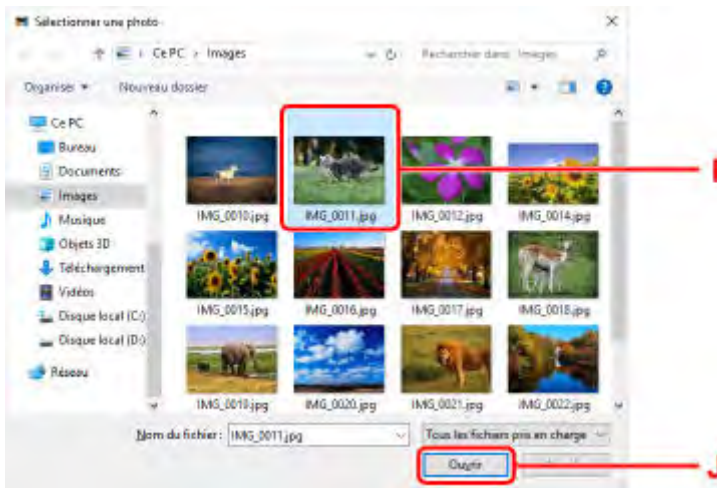 Sélectionner une photo
Ce PC › Images
Rechercher dans : Images
Organiser
Nouveau dossier
Ce PC
Bureau
Documents
Images
Musique
Objets 3D
Téléchargement
Vidéos
Disque local (C:)
Disque local (D:)
Réseau
IMG_0010.jpg
IMG_0011.jpg
IMG_0012.jpg
IMG_0014.jpg
IMG_0015.jpg
IMG_0016.jpg
IMG_0017.jpg
IMG_0018.jpg
IMG_0019.jpg
IMG_0020.jpg
IMG_0021.jpg
IMG_0022.jpg
Nom du fichier : IMG_0011.jpg
Tous les fichiers pris en charge
Ouvrir